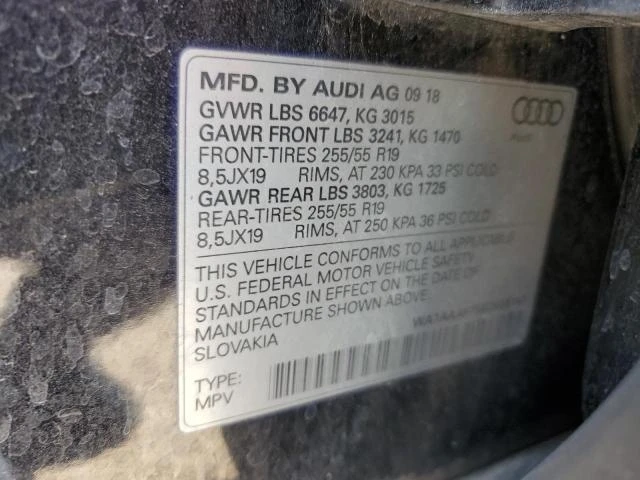 MFD. BY AUDI AG 09 18
GVWR LBS 6647, KG 3015
GAWR FRONT LBS 3241, KG 1470
FRONT-TIRES 255/55 R19
8,5JX19 RIMS, AT 230 KPA 33 PSI COLD
GAWR REAR LBS 3803, KG 1725
REAR-TIRES 255/55 R19
8,5JX19 RIMS, AT 250 KPA 36 PSI COLD
THIS VEHICLE CONFORMS TO ALL APPLICABLE
U.S. FEDERAL MOTOR VEHICLE SAFETY
STANDARDS IN EFFECT ON THE DATE OF
MANUFACTURE SHOWN ABOVE.
SLOVAKIA
TYPE:
MPV